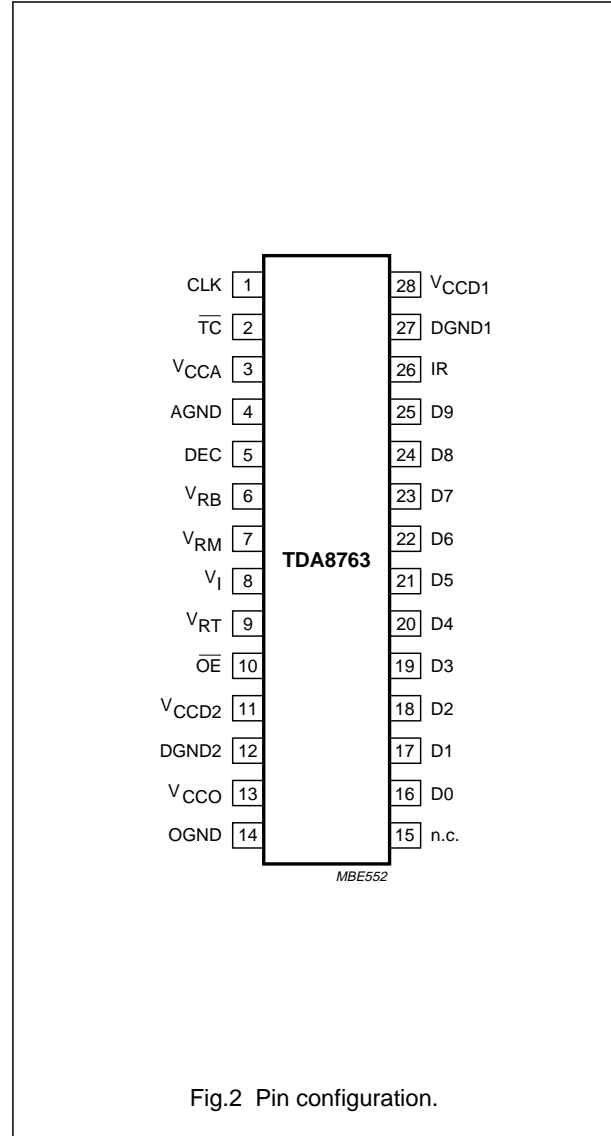 CLK 1 28 VCCD1
T̅C̅ 2 27 DGND1
VCCA 3 26 IR
AGND 4 25 D9
DEC 5 24 D8
VRB 6 23 D7
VRM 7 22 D6
TDA8763
VI 8 21 D5
VRT 9 20 D4
O̅E̅ 10 19 D3
VCCD2 11 18 D2
DGND2 12 17 D1
VCCO 13 16 D0
OGND 14 15 n.c.
MBE552
Fig.2 Pin configuration.